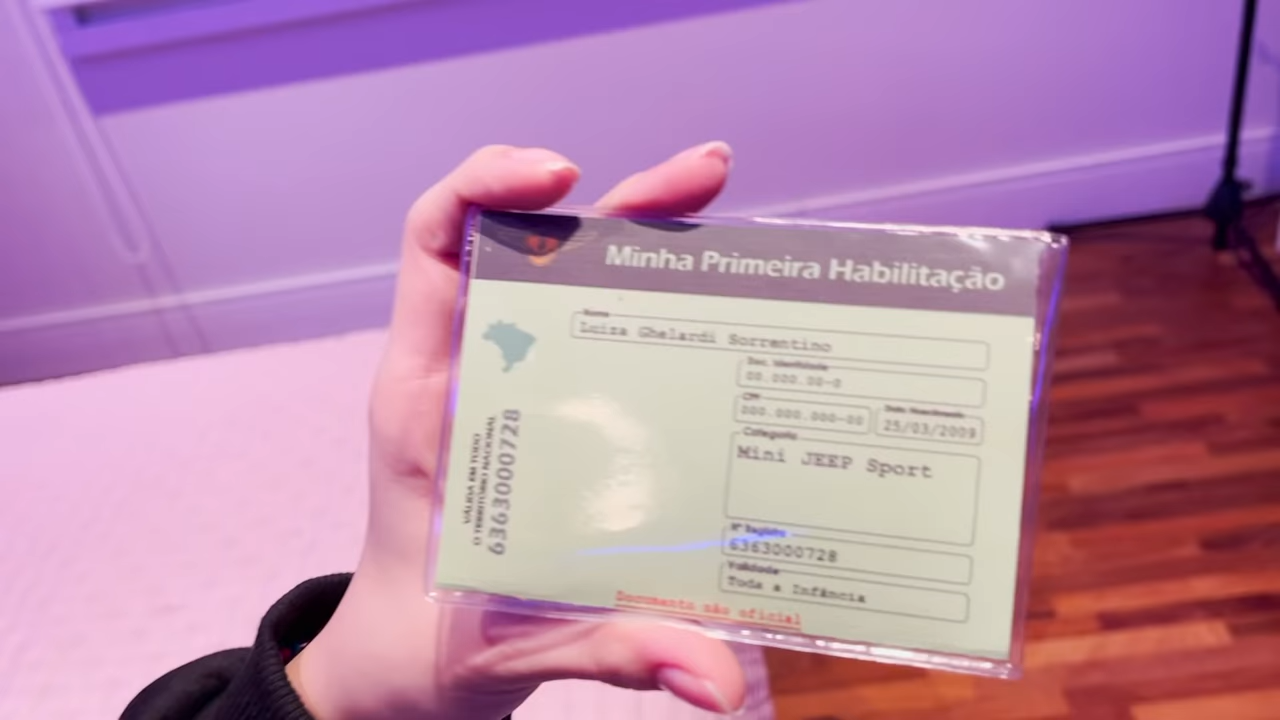 Minha Primeira Habilitação
Nome
Luiza Ghelardi Sorrentino
Doc. Identidade
00.000.00-0
CPF
000.000.000-00
Data Nascimento
25/03/2009
Categoria
Mini JEEP Sport
Nº Registro
6363000728
Validade
Toda a Infância
Documento não oficial
VÁLIDA EM TODO
O TERRITÓRIO NACIONAL
6363000728